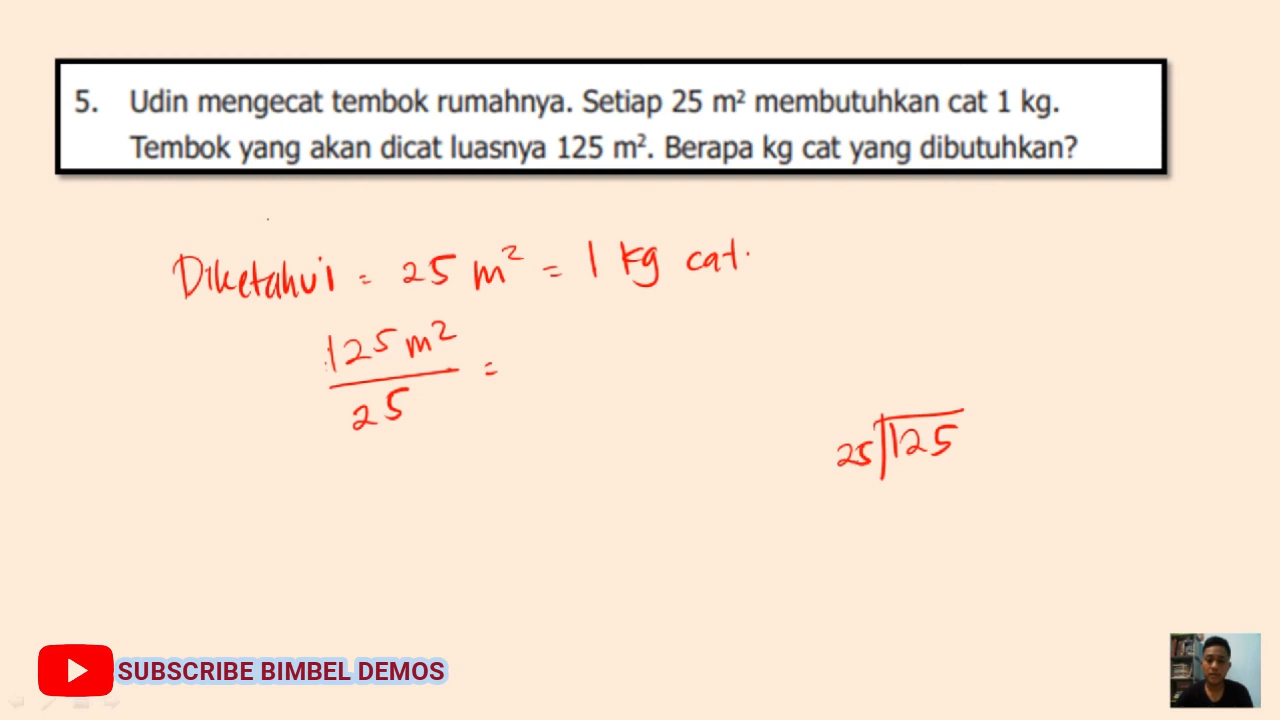 5. Udin mengecat tembok rumahnya. Setiap 25 m² membutuhkan cat 1 kg.
Tembok yang akan dicat luasnya 125 m². Berapa kg cat yang dibutuhkan?
Diketahui = 25 m² = 1 kg cat.
125 m²
=
25
25 125
SUBSCRIBE BIMBEL DEMOS